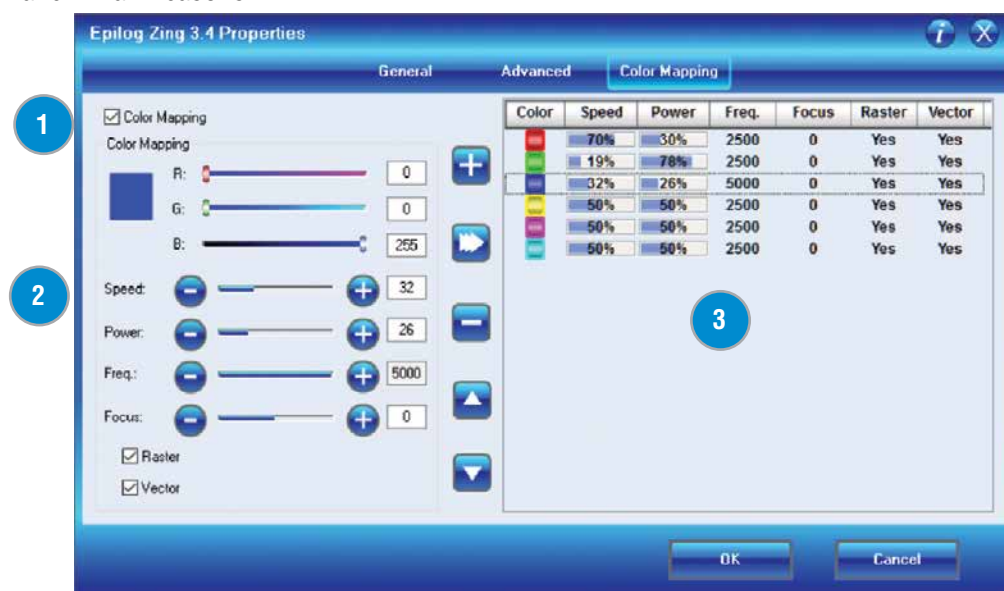 Epilog Zing 3.4 Properties
General Advanced Color Mapping
1
Color Mapping
Color Mapping
R: 0
G: 0
B: 255
2
Speed: 32
Power: 26
Freq.: 5000
Focus: 0
Raster
Vector
Color Speed Power Freq. Focus Raster Vector
70% 30% 2500 0 Yes Yes
19% 78% 2500 0 Yes Yes
32% 26% 5000 0 Yes Yes
50% 50% 2500 0 Yes Yes
50% 50% 2500 0 Yes Yes
50% 50% 2500 0 Yes Yes
3
OK Cancel